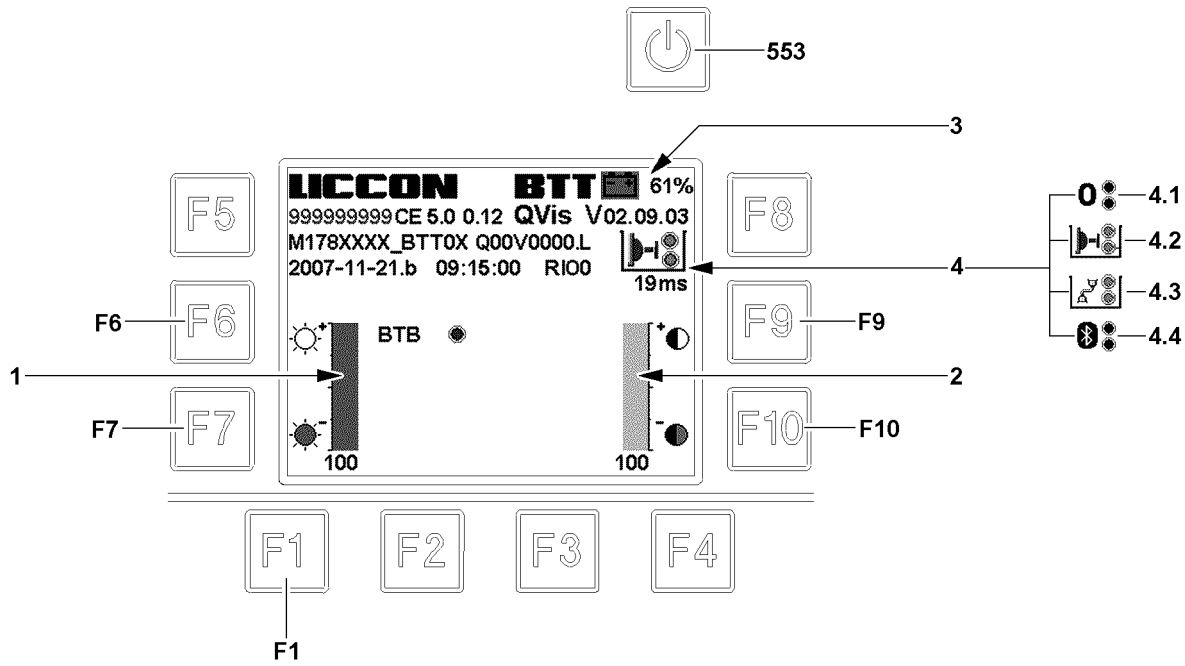 553
3
LICCON BTT 61%
999999999 CE 5.0 0.12 QVis V02.09.03
M178XXXX_BTT0X Q00V0000.L
2007-11-21.b 09:15:00 RIO0
19ms
F5
F8
0 4.1
4.2
4 4.3
4.4
F6 F6
BTB
+ +
F9 F9
1
2
F7 F7
- -
F10 F10
100 100
F1 F2 F3 F4
F1